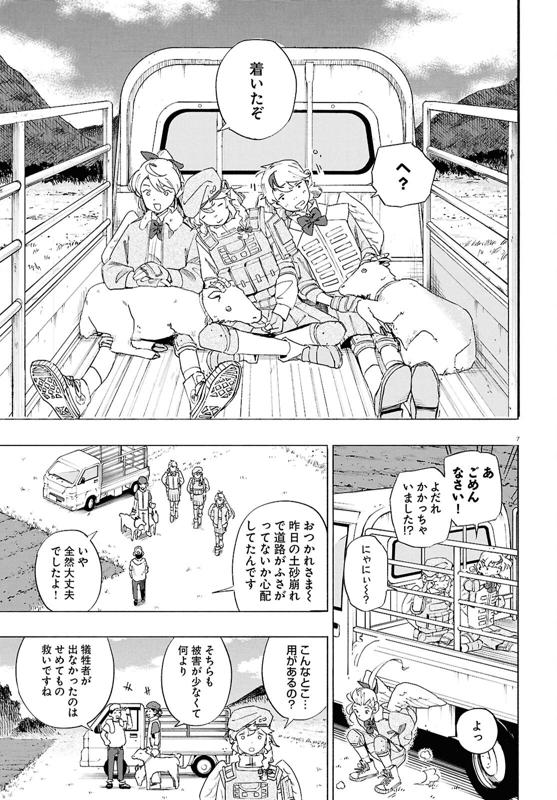 着いたぞ
へ？
7
あ
ごめん
なさい！
よだれ
かかっちゃ
いました!?
にゃにぃ〜？
よっ
おつかれさま〜
昨日の土砂崩れ
で道路がふさが
ってないか心配
してたんです
いや
全然大丈夫
でしたよ！
こんなとこ…
用があるの？
そちらも
被害が少なくて
何より
犠牲者が
出なかったのは
せめてもの
救いですね